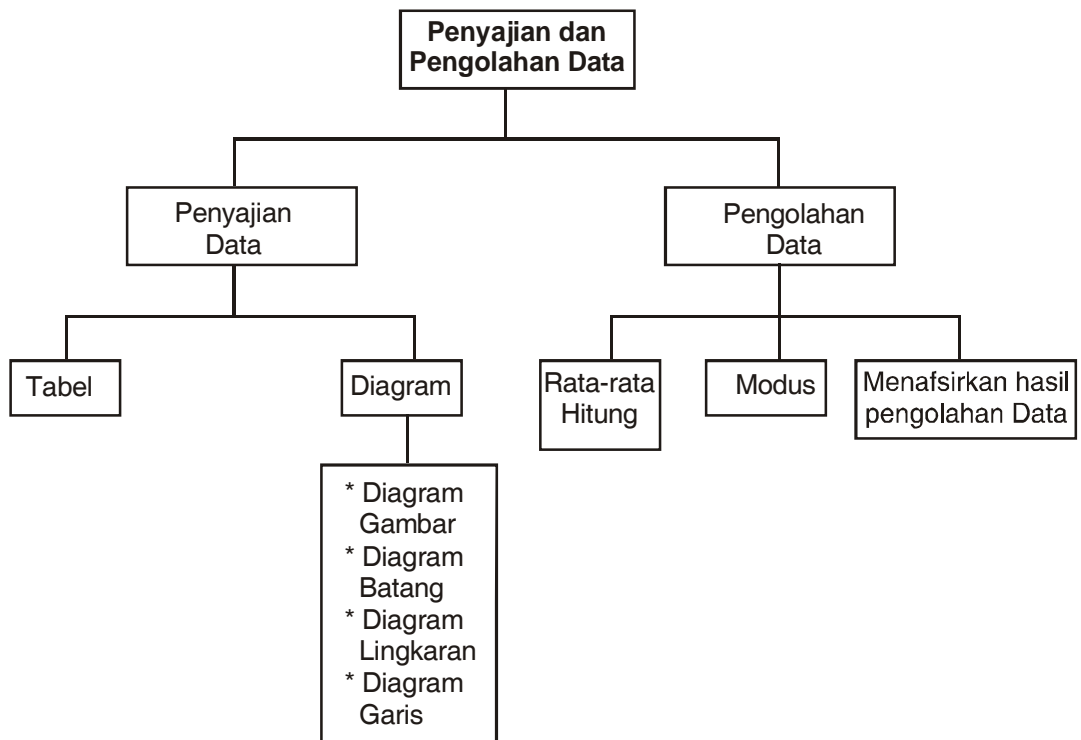 Penyajian dan
Pengolahan Data
Penyajian
Data
Pengolahan
Data
Tabel
Diagram
Rata-rata
Hitung
Modus
Menafsirkan hasil
pengolahan Data
* Diagram
Gambar
* Diagram
Batang
* Diagram
Lingkaran
* Diagram
Garis